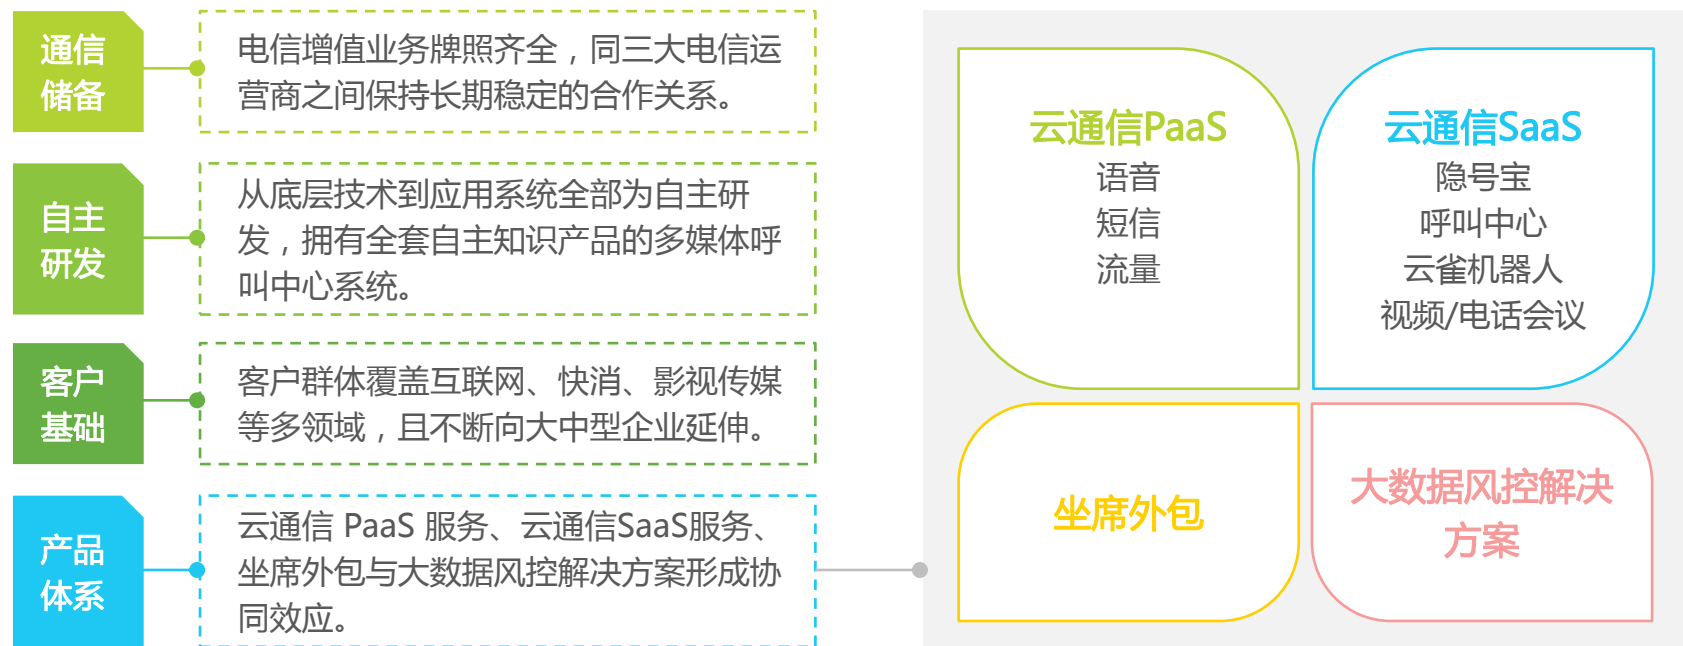 通信
储备
电信增值业务牌照齐全，同三大电信运
营商之间保持长期稳定的合作关系。
自主
研发
从底层技术到应用系统全部为自主研
发，拥有全套自主知识产品的多媒体呼
叫中心系统。
客户
基础
客户群体覆盖互联网、快消、影视传媒
等多领域，且不断向大中型企业延伸。
产品
体系
云通信 PaaS 服务、云通信SaaS服务、
坐席外包与大数据风控解决方案形成协
同效应。
云通信PaaS
语音
短信
流量
云通信SaaS
隐号宝
呼叫中心
云雀机器人
视频/电话会议
坐席外包
大数据风控解决
方案